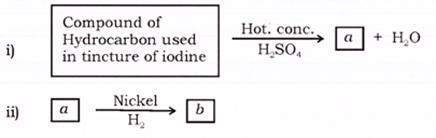 i)
Compound of
Hydrocarbon used
in tincture of iodine
Hot. conc.
H₂SO₄
a + H₂O
ii)
a
Nickel
H₂
b